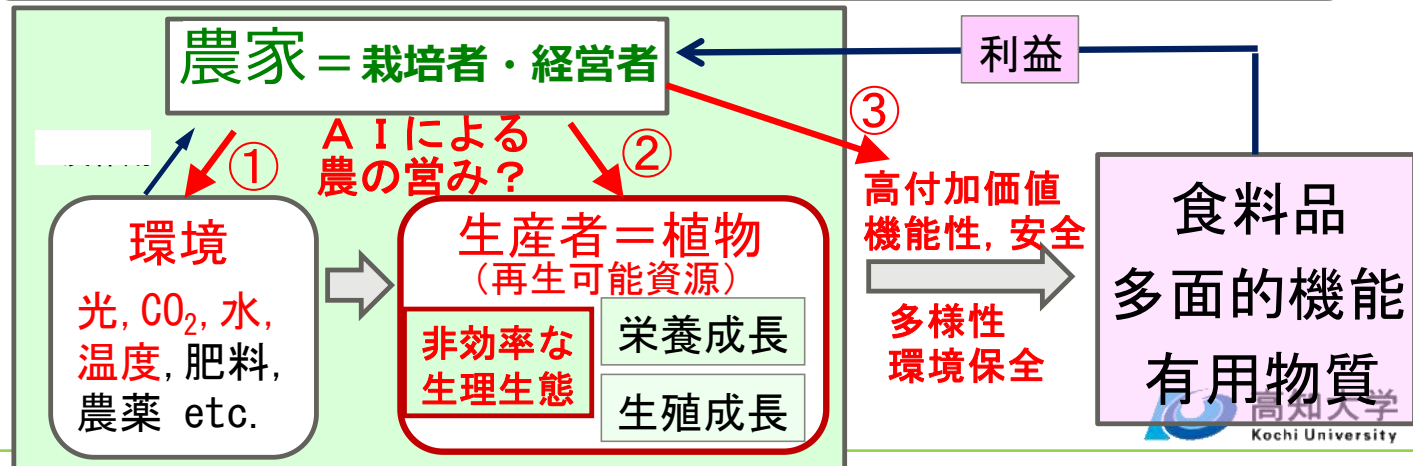 農家＝栽培者・経営者
利益
ＡＩによる
農の営み？
①
②
③
環境
光, CO₂, 水,
温度, 肥料,
農薬 etc.
生産者＝植物
(再生可能資源)
非効率な
生理生態
栄養成長
生殖成長
高付加価値
機能性, 安全
多様性
環境保全
食料品
多面的機能
有用物質
高知大学
Kochi University